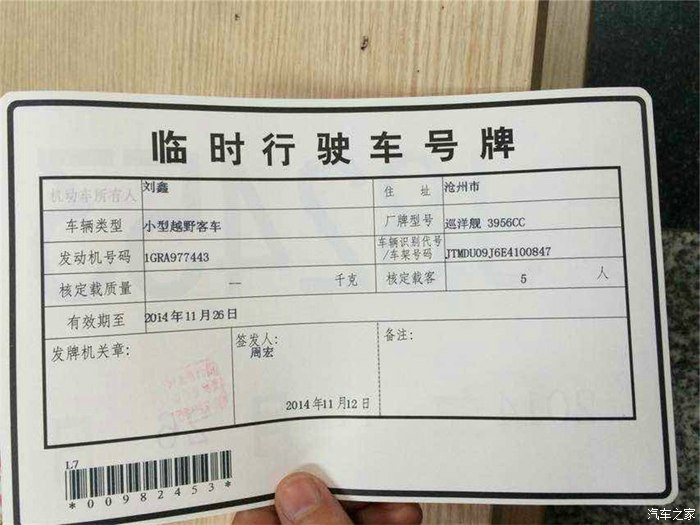 临时行驶车号牌
机动车所有人 刘鑫 住 址 沧州市
车辆类型 小型越野客车 厂牌型号 巡洋舰 3956CC
发动机号码 1GRA977443 车辆识别代号/车架号码 JTMDU09J6E4100847
核定载质量 — 千克 核定载客 5 人
有效期至 2014年11月26日
发牌机关章: 签发人: 备注:
周宏
2014年11月12日
L7
*00982453*
汽车之家